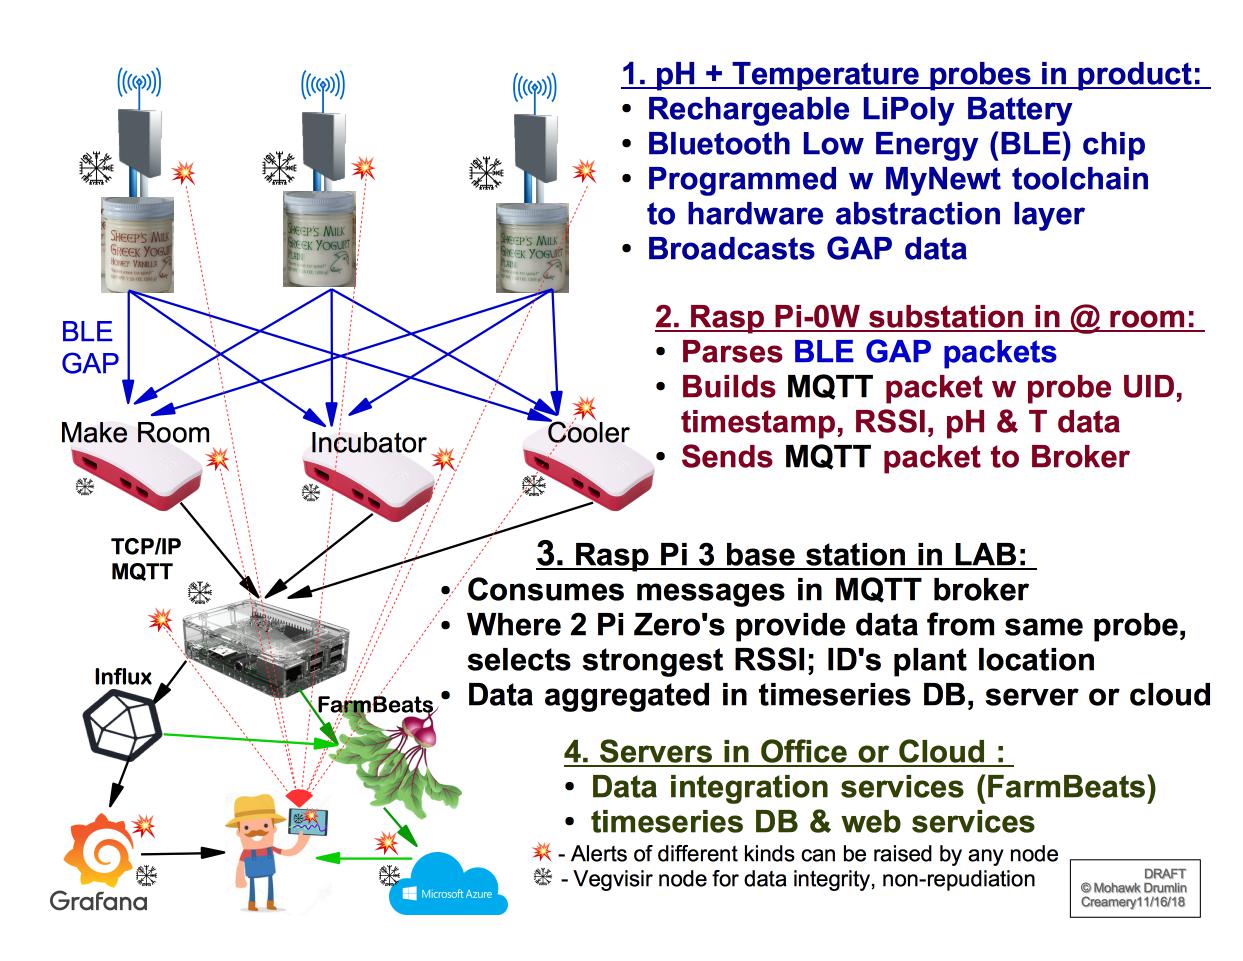 1. pH + Temperature probes in product:
• Rechargeable LiPoly Battery
• Bluetooth Low Energy (BLE) chip
• Programmed w MyNewt toolchain
to hardware abstraction layer
• Broadcasts GAP data
SHEEP'S MILK
GREEK YOGURT
HONEY VANILLA
SHEEP'S MILK
GREEK YOGURT
PLAIN
SHEEP'S MILK
GREEK YOGURT
PLAIN
BLE
GAP
2. Rasp Pi-0W substation in @ room:
• Parses BLE GAP packets
• Builds MQTT packet w probe UID,
timestamp, RSSI, pH & T data
• Sends MQTT packet to Broker
Make Room
Incubator
Cooler
TCP/IP
MQTT
3. Rasp Pi 3 base station in LAB:
• Consumes messages in MQTT broker
• Where 2 Pi Zero's provide data from same probe,
selects strongest RSSI; ID's plant location
• Data aggregated in timeseries DB, server or cloud
Influx
FarmBeats
4. Servers in Office or Cloud :
• Data integration services (FarmBeats)
• timeseries DB & web services
- Alerts of different kinds can be raised by any node
- Vegvisir node for data integrity, non-repudiation
Grafana
Microsoft Azure
DRAFT
© Mohawk Drumlin
Creamery11/16/18